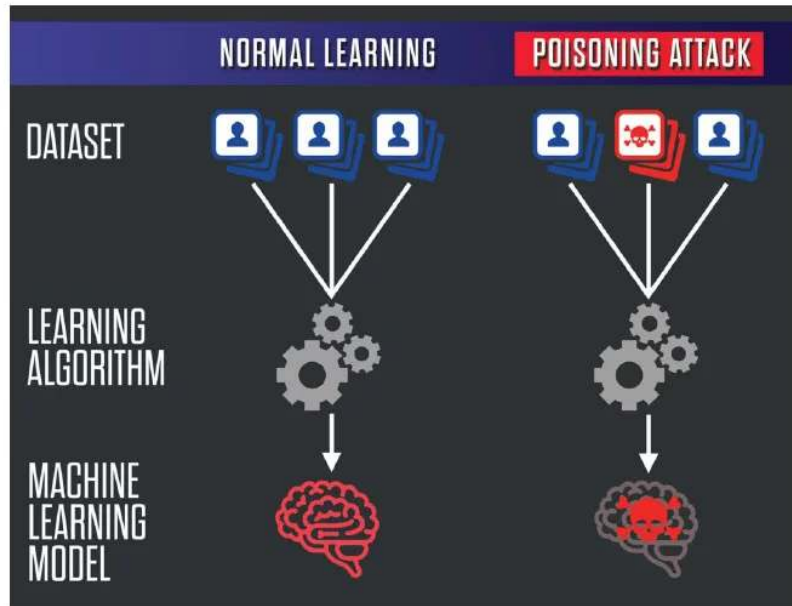 NORMAL LEARNING
POISONING ATTACK
DATASET
LEARNING
ALGORITHM
MACHINE
LEARNING
MODEL